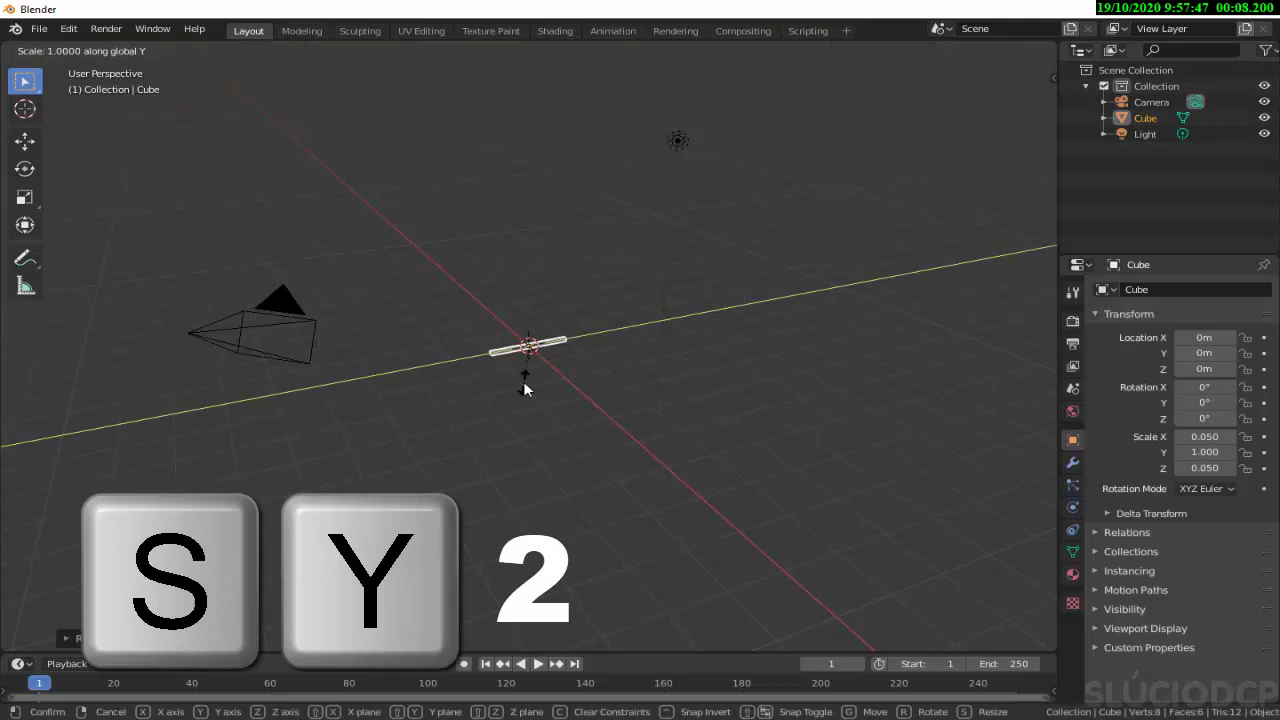 Blender
19/10/2020 9:57:47 00:08.200
File Edit Render Window Help
Layout Modeling Sculpting UV Editing Texture Paint Shading Animation Rendering Compositing Scripting +
Scene
View Layer
Scale: 1.0000 along global Y
User Perspective
(1) Collection | Cube
Scene Collection
Collection
Camera
Cube
Light
Cube
Cube
Transform
Location X 0m
Y 0m
Z 0m
Rotation X 0°
Y 0°
Z 0°
Scale X 0.050
Y 1.000
Z 0.050
Rotation Mode XYZ Euler
Delta Transform
Relations
Collections
Instancing
Motion Paths
Visibility
Viewport Display
Custom Properties
S Y 2
Playback
1
Start: 1
End: 250
1 20 40 60 80 100 120 140 160 180 200 220 240
Confirm Cancel X X axis Y Y axis Z Z axis X X plane Y Y plane Z Z plane C Clear Constraints Snap Invert Snap Toggle G Move R Rotate S Resize
Collection | Cube | Verts:8 | Faces:6 | Tris:12 | Objects
SLÚCIODCP